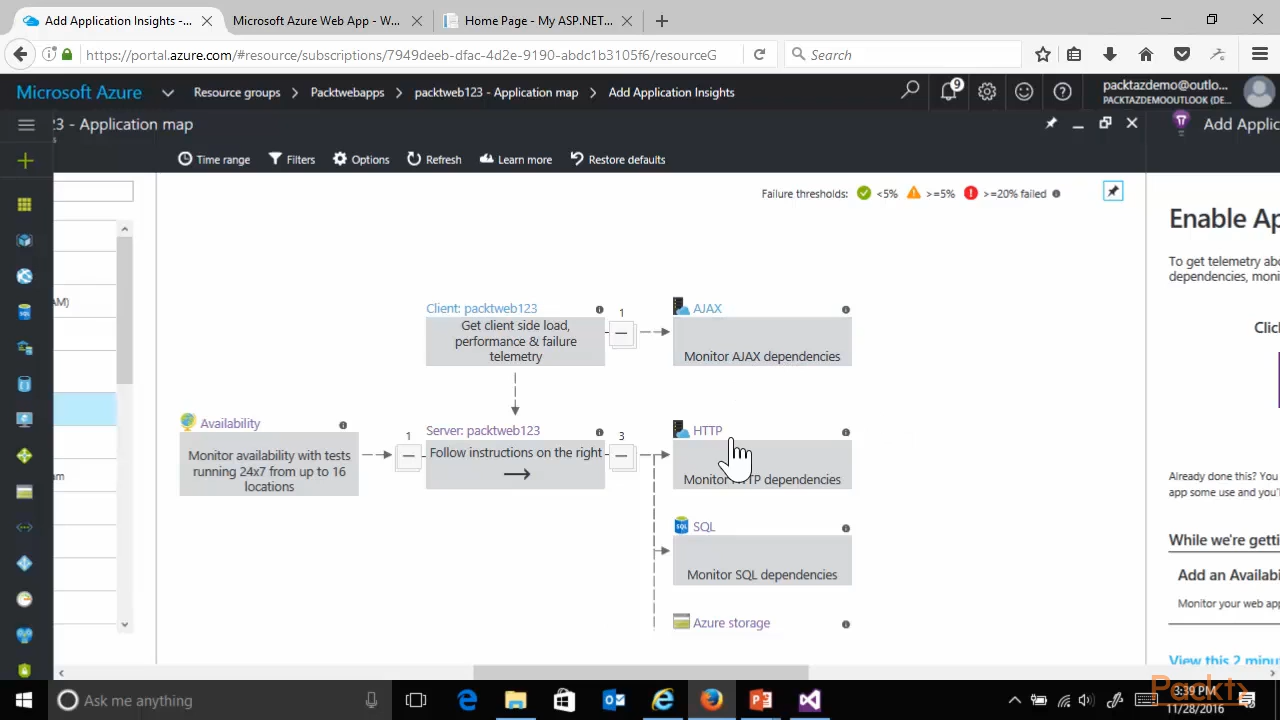 Add Application Insights -...
Microsoft Azure Web App - W...
Home Page - My ASP.NET...
https://portal.azure.com/#resource/subscriptions/7949deeb-dfac-4d2e-9190-abdc1b3105f6/resourceG
Search
Microsoft Azure
Resource groups
Packtwebapps
packtweb123 - Application map
Add Application Insights
9
packtazdemo@outlo...
PACKTAZDEMOOUTLOOK (DE...
23 - Application map
Add Applic
Time range
Filters
Options
Refresh
Learn more
Restore defaults
Failure thresholds:
<5%
>=5%
>=20% failed
Enable Ap
To get telemetry abo
dependencies, moni
AM)
Client: packtweb123
Get client side load,
performance & failure
telemetry
1
AJAX
Monitor AJAX dependencies
Clic
Availability
Monitor availability with tests
running 24x7 from up to 16
locations
1
Server: packtweb123
Follow instructions on the right
3
HTTP
Monitor HTTP dependencies
am
Already done this? You
app some use and you'l
SQL
Monitor SQL dependencies
While we're getti
Add an Availabi
Monitor your web app
Azure storage
View this 2 minu
Ask me anything
Packt
3:39 PM
11/28/2016